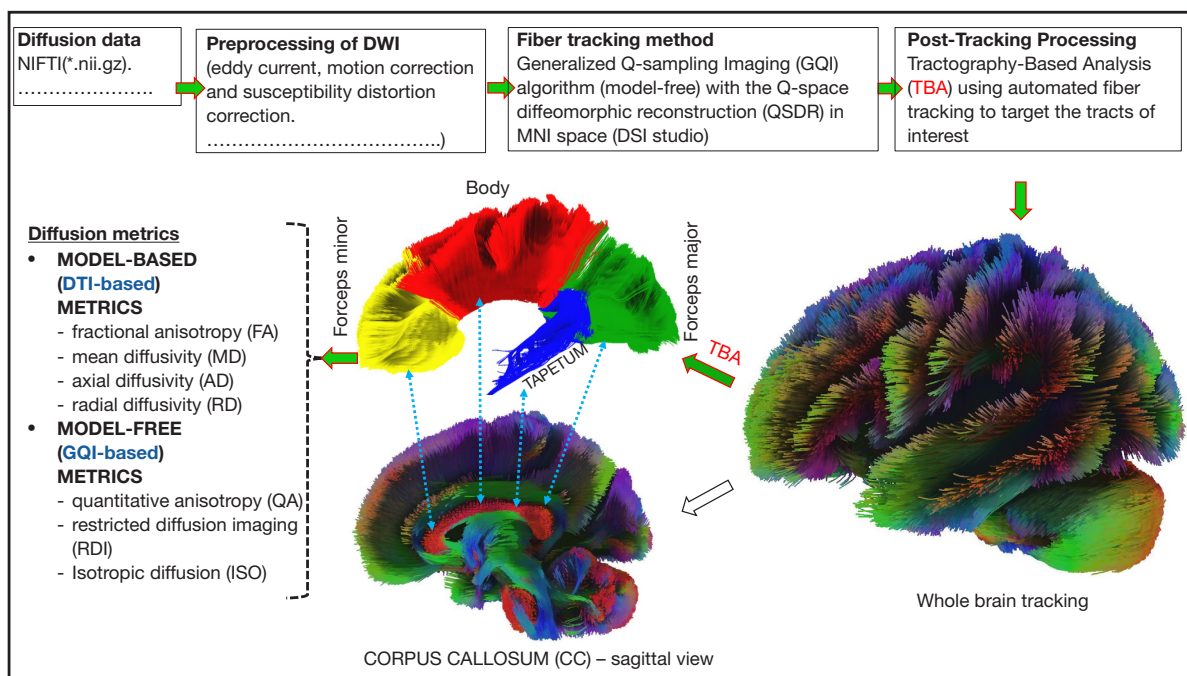 Diffusion data
NIFTI(*.nii.gz).
........................
Preprocessing of DWI
(eddy current, motion correction
and susceptibility distortion
correction.
…………………………………..)
Fiber tracking method
Generalized Q-sampling Imaging (GQI)
algorithm (model-free) with the Q-space
diffeomorphic reconstruction (QSDR) in
MNI space (DSI studio)
Post-Tracking Processing
Tractography-Based Analysis
(TBA) using automated fiber
tracking to target the tracts of
interest
Body
Forceps minor
Forceps major
TAPETUM
TBA
Diffusion metrics
• MODEL-BASED
(DTI-based)
METRICS
- fractional anisotropy (FA)
- mean diffusivity (MD)
- axial diffusivity (AD)
- radial diffusivity (RD)
• MODEL-FREE
(GQI-based)
METRICS
- quantitative anisotropy (QA)
- restricted diffusion imaging
(RDI)
- Isotropic diffusion (ISO)
Whole brain tracking
CORPUS CALLOSUM (CC) – sagittal view